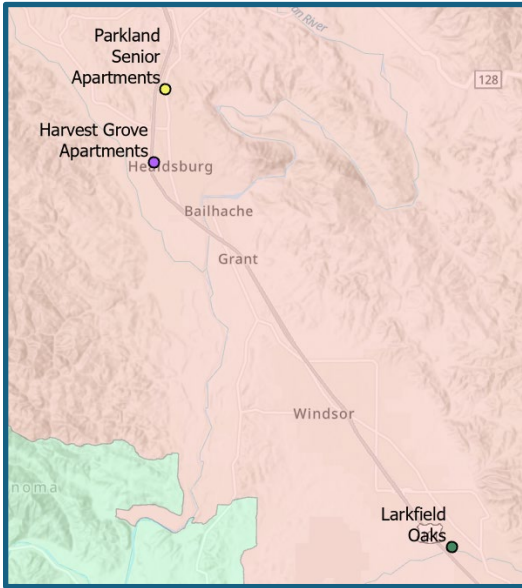 Parkland
Senior
Apartments
128
Harvest Grove
Apartments
Healdsburg
Bailhache
Grant
Windsor
Larkfield
Oaks